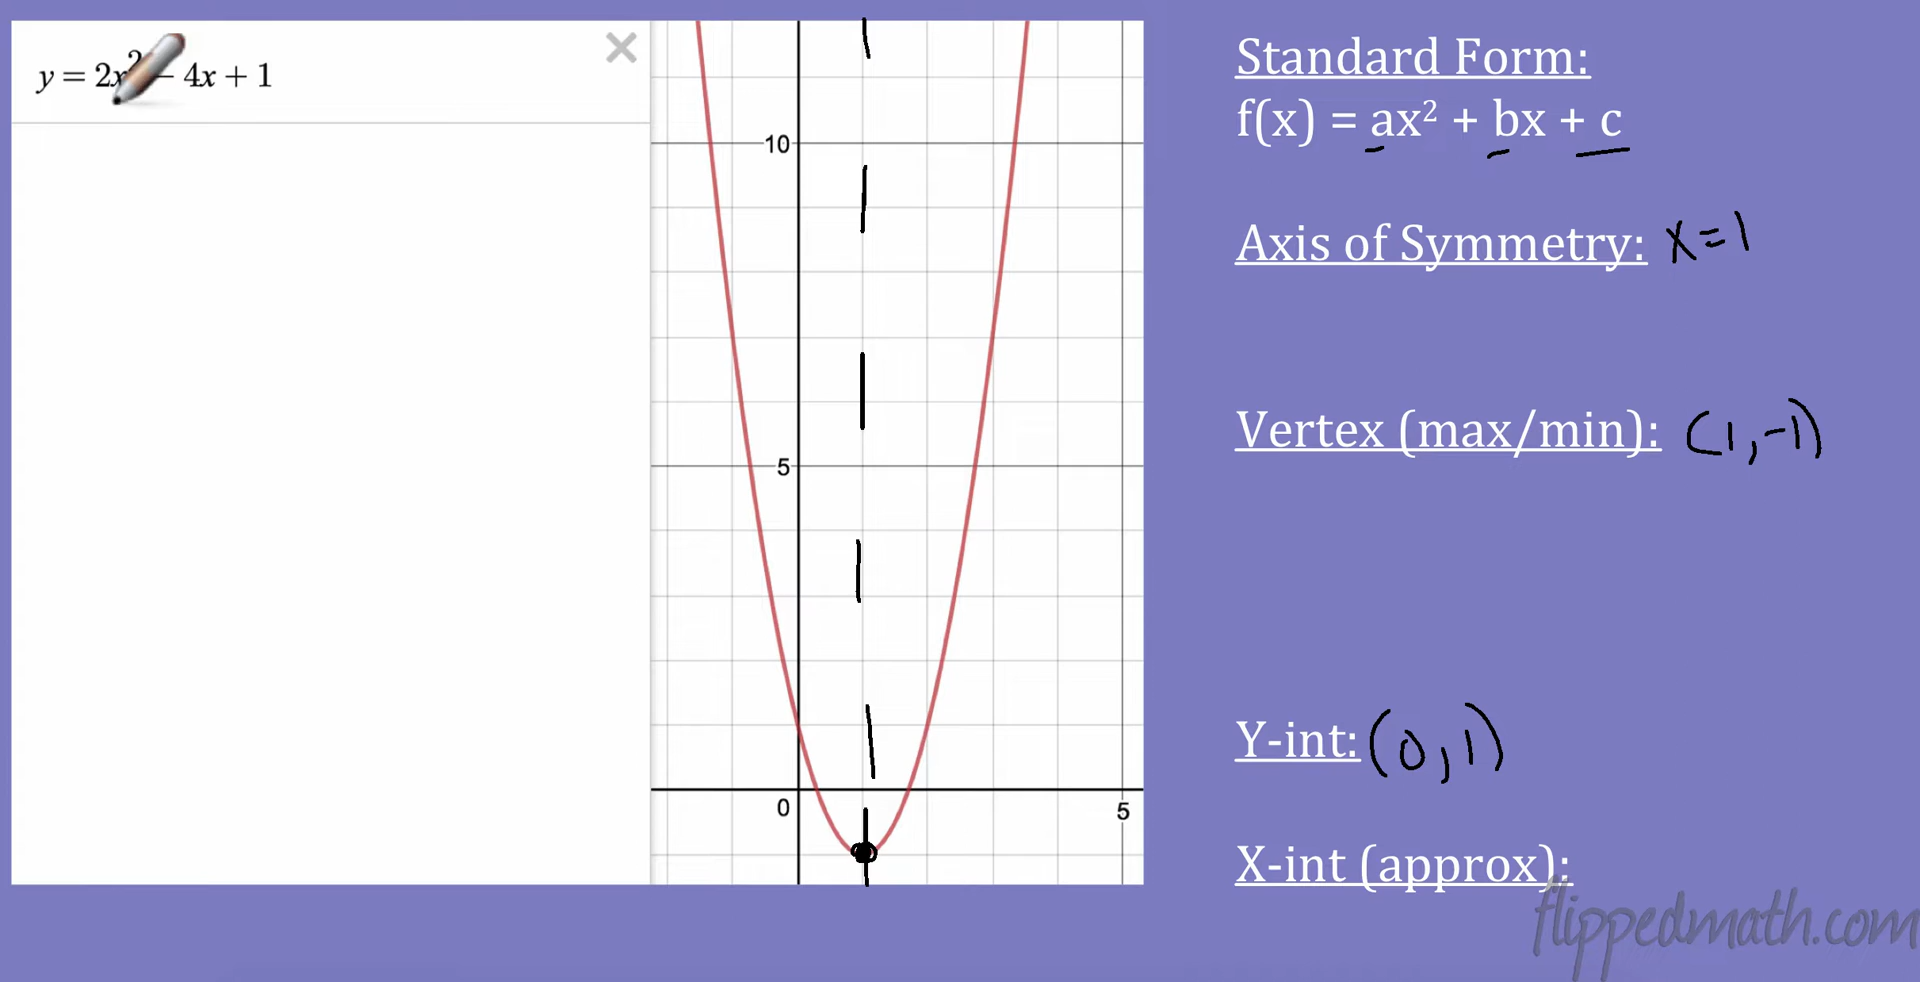 y = 2x² − 4x + 1
10
5
0
5
Standard Form:
f(x) = ax² + bx + c
Axis of Symmetry: x=1
Vertex (max/min): (1,-1)
Y-int: (0,1)
X-int (approx):
flippedmath.com